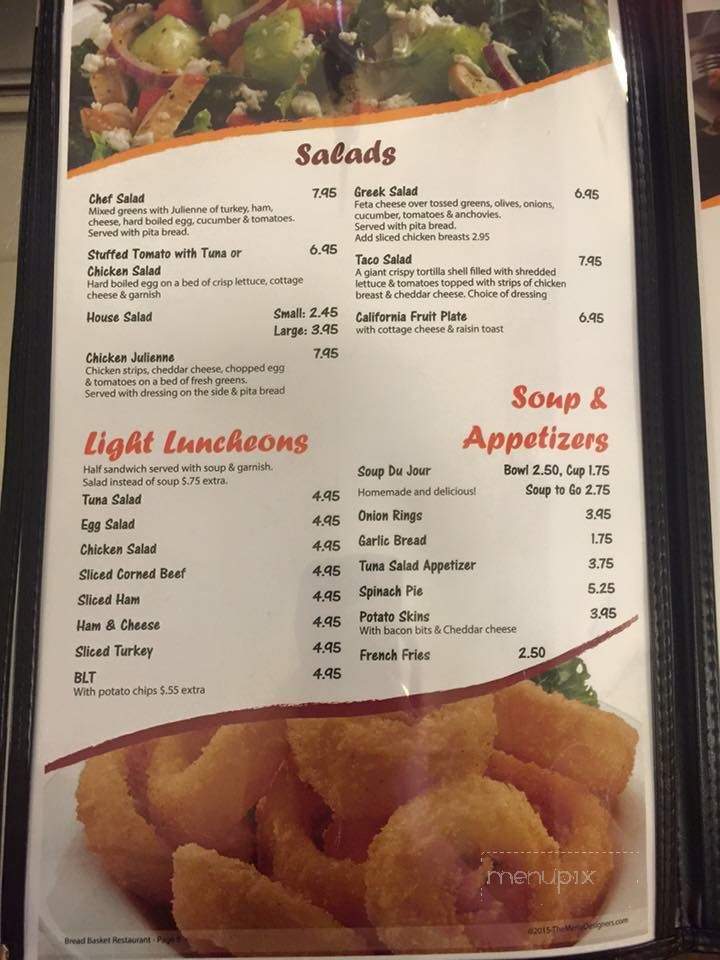 Salads
Chef Salad 7.95
Mixed greens with Julienne of turkey, ham,
cheese, hard boiled egg, cucumber & tomatoes.
Served with pita bread.
Stuffed Tomato with Tuna or 6.95
Chicken Salad
Hard boiled egg on a bed of crisp lettuce, cottage
cheese & garnish
House Salad Small: 2.45
Large: 3.95
Chicken Julienne 7.95
Chicken strips, cheddar cheese, chopped egg
& tomatoes on a bed of fresh greens.
Served with dressing on the side & pita bread
Greek Salad 6.95
Feta cheese over tossed greens, olives, onions,
cucumber, tomatoes & anchovies.
Served with pita bread.
Add sliced chicken breasts 2.95
Taco Salad 7.95
A giant crispy tortilla shell filled with shredded
lettuce & tomatoes topped with strips of chicken
breast & cheddar cheese. Choice of dressing
California Fruit Plate 6.95
with cottage cheese & raisin toast
Light Luncheons
Half sandwich served with soup & garnish.
Salad instead of soup $.75 extra.
Tuna Salad 4.95
Egg Salad 4.95
Chicken Salad 4.95
Sliced Corned Beef 4.95
Sliced Ham 4.95
Ham & Cheese 4.95
Sliced Turkey 4.95
BLT 4.95
With potato chips $.55 extra
Soup &
Appetizers
Soup Du Jour Bowl 2.50, Cup 1.75
Homemade and delicious! Soup to Go 2.75
Onion Rings 3.95
Garlic Bread 1.75
Tuna Salad Appetizer 3.75
Spinach Pie 5.25
Potato Skins 3.95
With bacon bits & Cheddar cheese
French Fries 2.50
menupix
Bread Basket Restaurant - Page
©2015-TheMenuDesigners.com